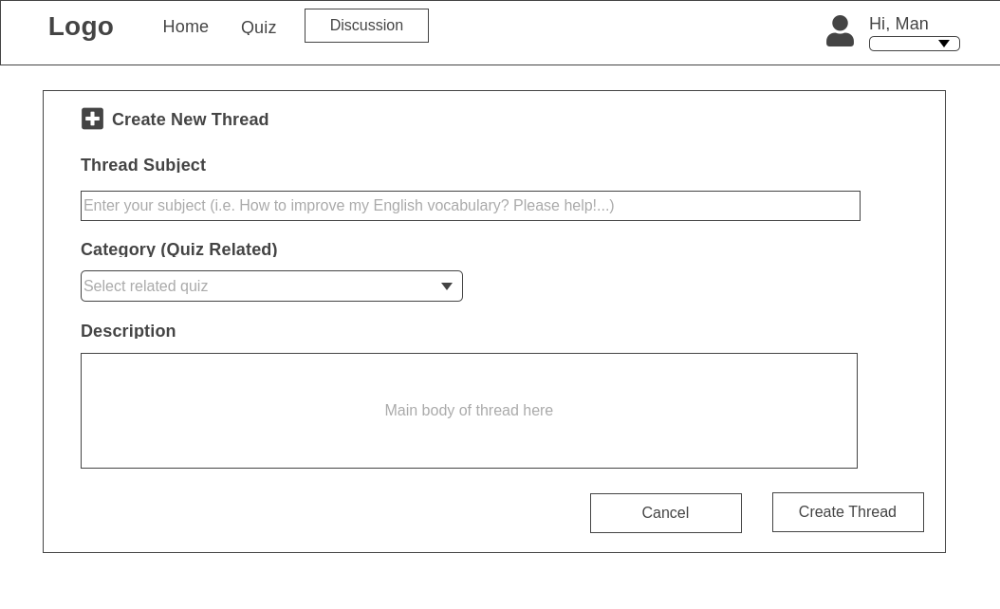 Logo
Home
Quiz
Discussion
Hi, Man
Create New Thread
Thread Subject
Enter your subject (i.e. How to improve my English vocabulary? Please help!...)
Category (Quiz Related)
Select related quiz
Description
Main body of thread here
Cancel
Create Thread